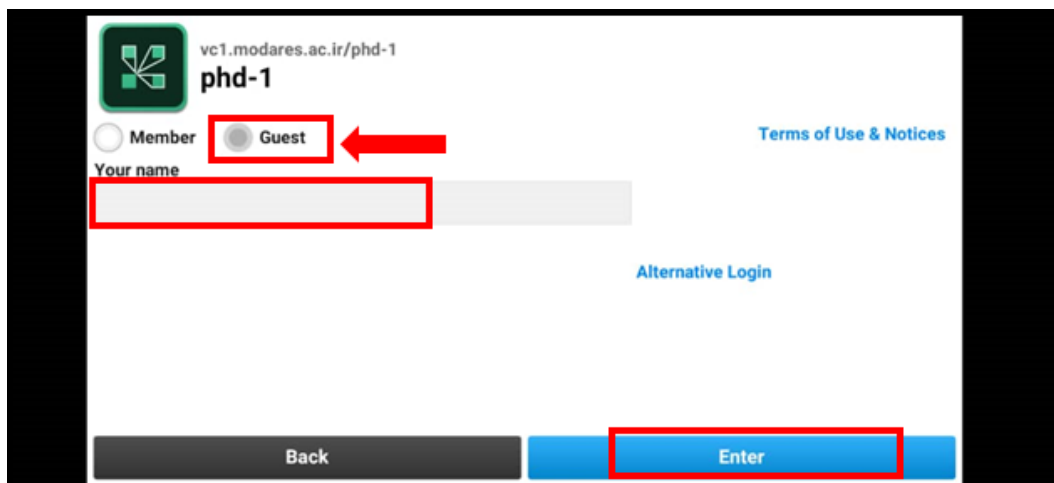 vc1.modares.ac.ir/phd-1
phd-1
Member Guest Terms of Use & Notices
Your name
Alternative Login
Back Enter